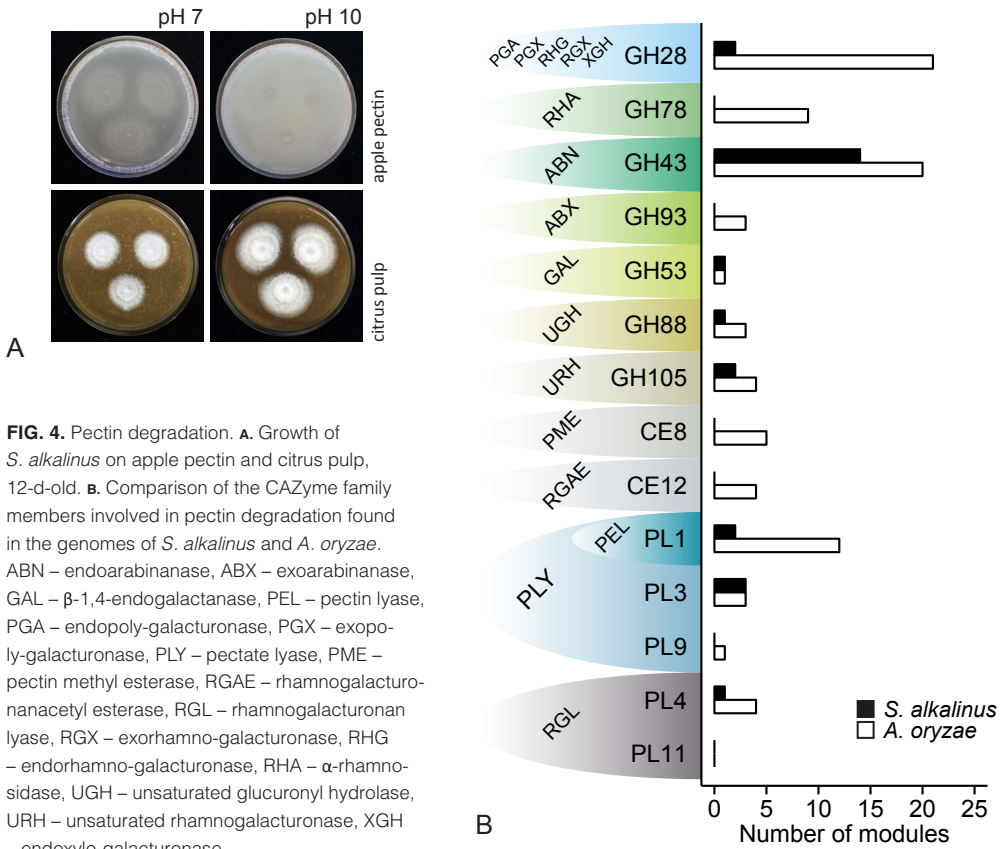 pH 7
pH 10
apple pectin
citrus pulp
A
FIG. 4. Pectin degradation. A. Growth of
S. alkalinus on apple pectin and citrus pulp,
12-d-old. B. Comparison of the CAZyme family
members involved in pectin degradation found
in the genomes of S. alkalinus and A. oryzae.
ABN – endoarabinanase, ABX – exoarabinanase,
GAL – β-1,4-endogalactanase, PEL – pectin lyase,
PGA – endopoly-galacturonase, PGX – exopo-
ly-galacturonase, PLY – pectate lyase, PME –
pectin methyl esterase, RGAE – rhamnogalacturo-
nanacetyl esterase, RGL – rhamnogalacturonan
lyase, RGX – exorhamno-galacturonase, RHG
– endorhamno-galacturonase, RHA – α-rhamno-
sidase, UGH – unsaturated glucuronyl hydrolase,
URH – unsaturated rhamnogalacturonase, XGH
– endoxylo-galacturonase
PGA PGX RHG RGX XGH GH28
RHA GH78
ABN GH43
ABX GH93
GAL GH53
UGH GH88
URH GH105
PME CE8
RGAE CE12
PEL PL1
PLY PL3
PL9
PL4
RGL
PL11
S. alkalinus
A. oryzae
0 5 10 15 20 25
Number of modules
B